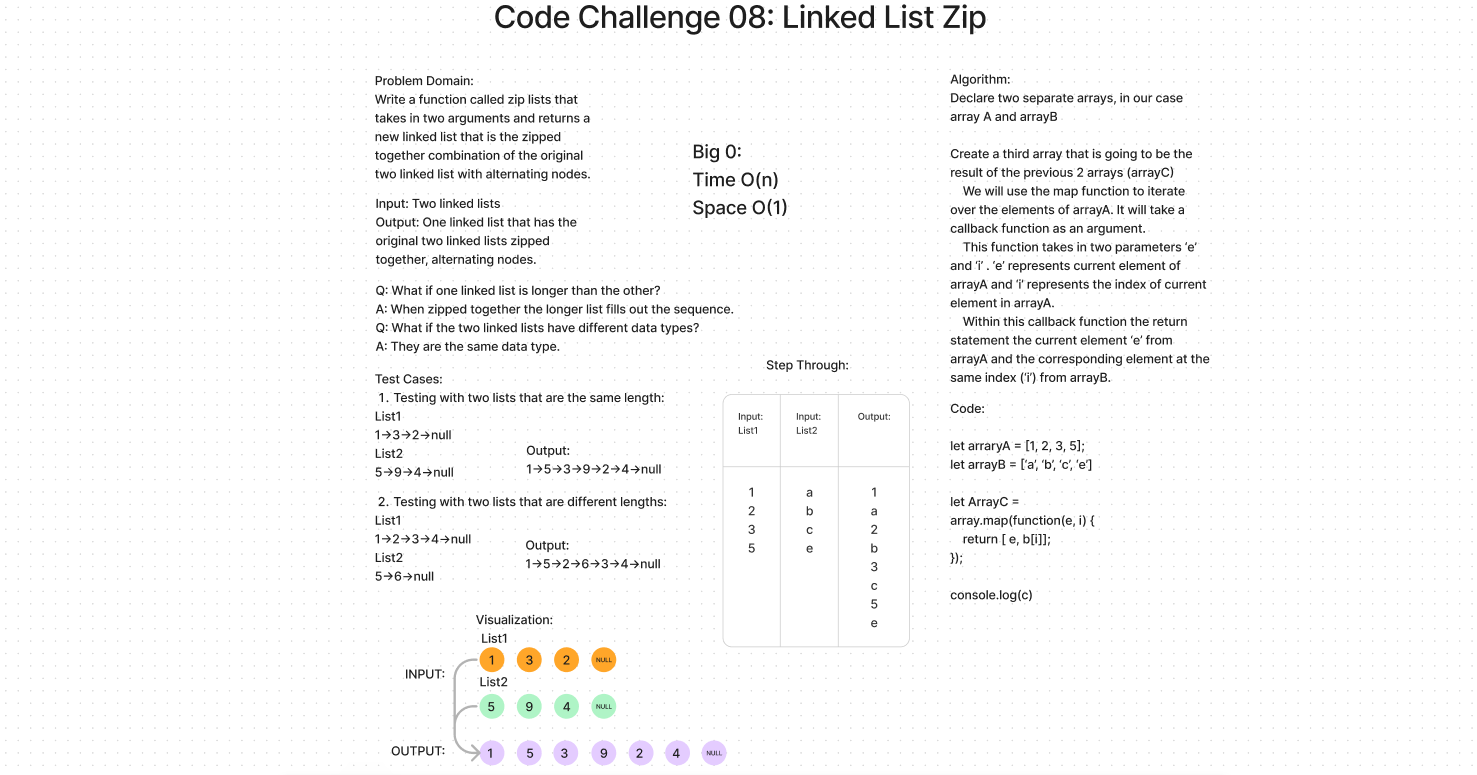 Code Challenge 08: Linked List Zip
Problem Domain:
Write a function called zip lists that
takes in two arguments and returns a
new linked list that is the zipped
together combination of the original
two linked list with alternating nodes.
Input: Two linked lists
Output: One linked list that has the
original two linked lists zipped
together, alternating nodes.
Q: What if one linked list is longer than the other?
A: When zipped together the longer list fills out the sequence.
Q: What if the two linked lists have different data types?
A: They are the same data type.
Test Cases:
1. Testing with two lists that are the same length:
List1
1→3→2→null
List2
5→9→4→null
Output:
1→5→3→9→2→4→null
2. Testing with two lists that are different lengths:
List1
1→2→3→4→null
List2
5→6→null
Output:
1→5→2→6→3→4→null
Visualization:
List1
INPUT:
1 3 2 NULL
List2
5 9 4 NULL
OUTPUT:
1 5 3 9 2 4 NULL
Big 0:
Time O(n)
Space O(1)
Step Through:
Input:
List1
Input:
List2
Output:
1
2
3
5
a
b
c
e
1
a
2
b
3
c
5
e
Algorithm:
Declare two separate arrays, in our case
array A and arrayB
Create a third array that is going to be the
result of the previous 2 arrays (arrayC)
We will use the map function to iterate
over the elements of arrayA. It will take a
callback function as an argument.
This function takes in two parameters ‘e’
and ‘i’ . ‘e’ represents current element of
arrayA and ‘i’ represents the index of current
element in arrayA.
Within this callback function the return
statement the current element ‘e’ from
arrayA and the corresponding element at the
same index (‘i’) from arrayB.
Code:
let arraryA = [1, 2, 3, 5];
let arrayB = [‘a’, ‘b’, ‘c’, ‘e’]
let ArrayC =
array.map(function(e, i) {
return [ e, b[i]];
});
console.log(c)